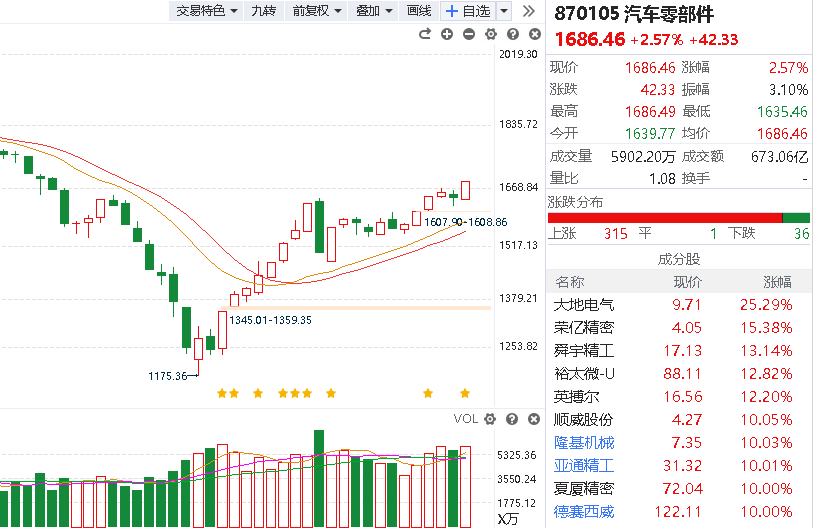 交易特色 九转 前复权 叠加 画线 + 自选
2019.30
1835.72
1668.84
1607.90-1608.86
1517.13
1379.21
1345.01-1359.35
1253.82
1175.36
VOL
5325.36
3550.24
1775.12
X万
870105 汽车零部件
1686.46 +2.57% +42.33
现价 1686.46 涨幅 2.57%
涨跌 42.33 振幅 3.10%
最高 1686.49 最低 1635.46
今开 1639.77 均价 1686.46
成交量 5902.20万 成交额 673.06亿
量比 1.08 换手 -
涨跌分布
上涨 315 平 1 下跌 36
成分股
名称 现价 涨幅
大地电气 9.71 25.29%
荣亿精密 4.05 15.38%
舜宇精工 17.13 13.14%
裕太微-U 88.11 12.82%
英搏尔 16.56 12.20%
顺威股份 4.27 10.05%
隆基机械 7.35 10.03%
亚通精工 31.32 10.01%
夏厦精密 72.04 10.00%
德赛西威 122.11 10.00%